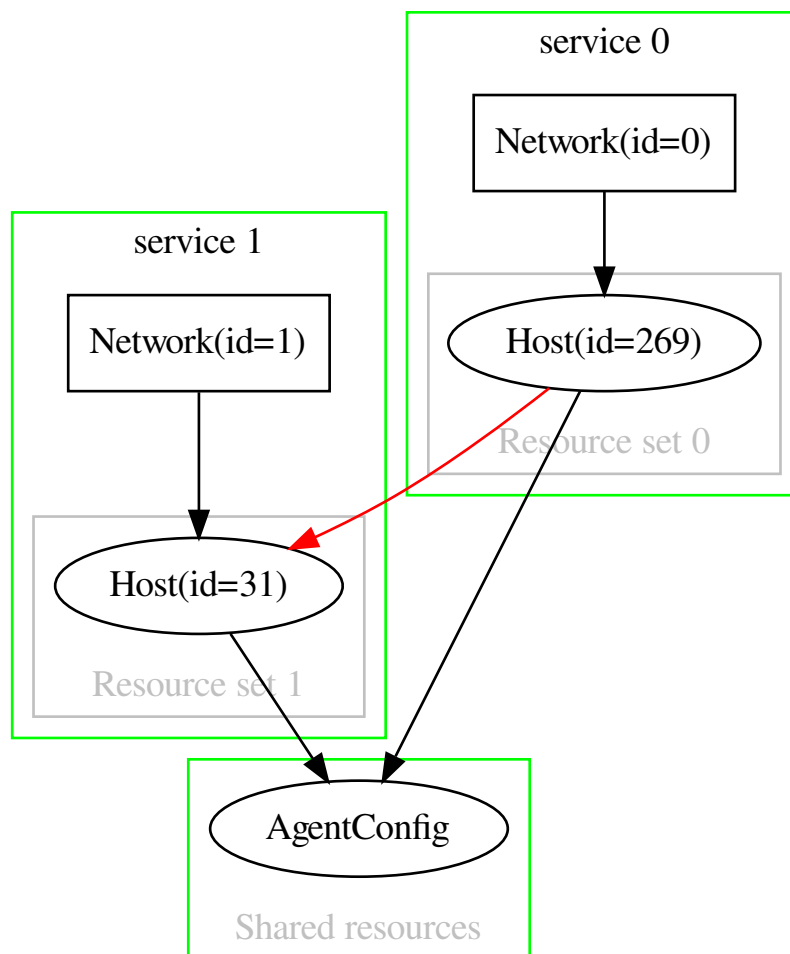 service 0
Network(id=0)
service 1
Network(id=1)
Host(id=269)
Resource set 0
Host(id=31)
Resource set 1
AgentConfig
Shared resources